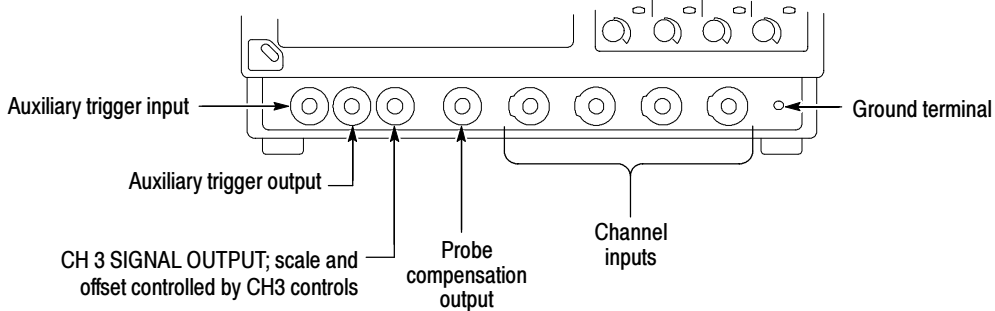 Auxiliary trigger input
Ground terminal
Auxiliary trigger output
CH 3 SIGNAL OUTPUT; scale and
offset controlled by CH3 controls
Probe
compensation
output
Channel
inputs